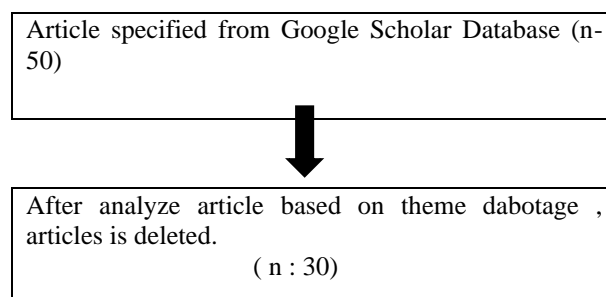 Article specified from Google Scholar Database (n-
50)
After analyze article based on theme dabotage ,
articles is deleted.
( n : 30)